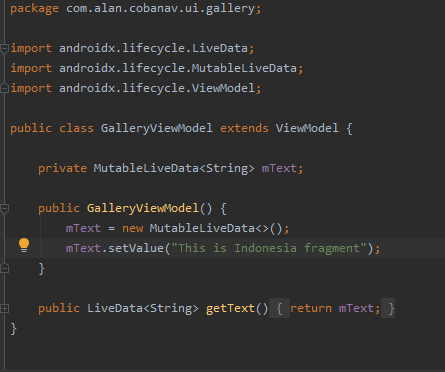 package com.alan.cobanav.ui.gallery;
import androidx.lifecycle.LiveData;
import androidx.lifecycle.MutableLiveData;
import androidx.lifecycle.ViewModel;
public class GalleryViewModel extends ViewModel {
private MutableLiveData<String> mText;
public GalleryViewModel() {
mText = new MutableLiveData<>();
mText.setValue("This is Indonesia fragment");
}
public LiveData<String> getText() { return mText; }
}